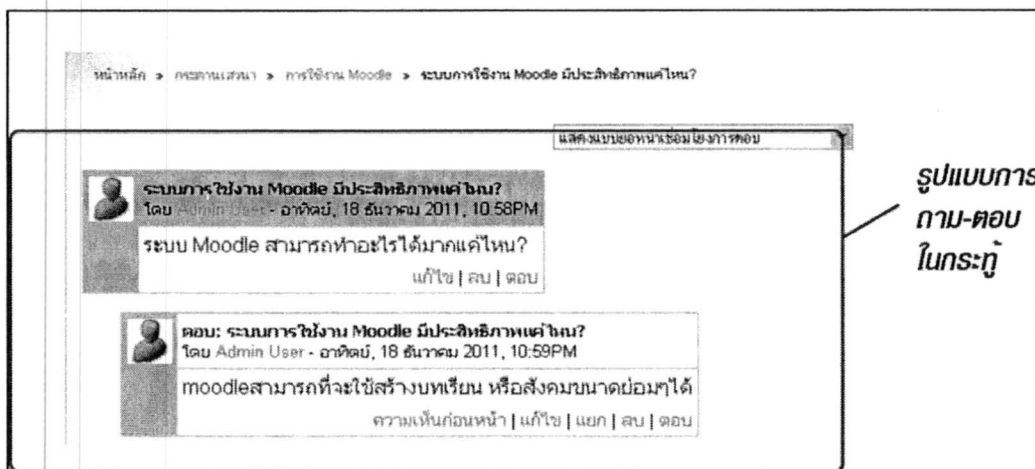 หน้าหลัก » กระดานเสวนา » การใช้งาน Moodle » ระบบการใช้งาน Moodle มีประสิทธิภาพแค่ไหน?
แสดงแบบย่อหน้าเชื่อมโยงการตอบ
ระบบการใช้งาน Moodle มีประสิทธิภาพแค่ไหน?
โดย Admin User - อาทิตย์, 18 ธันวาคม 2011, 10:58PM
ระบบ Moodle สามารถทำอะไรได้มากแค่ไหน?
แก้ไข | ลบ | ตอบ
ตอบ: ระบบการใช้งาน Moodle มีประสิทธิภาพแค่ไหน?
โดย Admin User - อาทิตย์, 18 ธันวาคม 2011, 10:59PM
moodleสามารถที่จะใช้สร้างบทเรียน หรือสังคมขนาดย่อมๆได้
ความเห็นก่อนหน้า | แก้ไข | แยก | ลบ | ตอบ
รูปแบบการ
ถาม-ตอบ
ในกระทู้